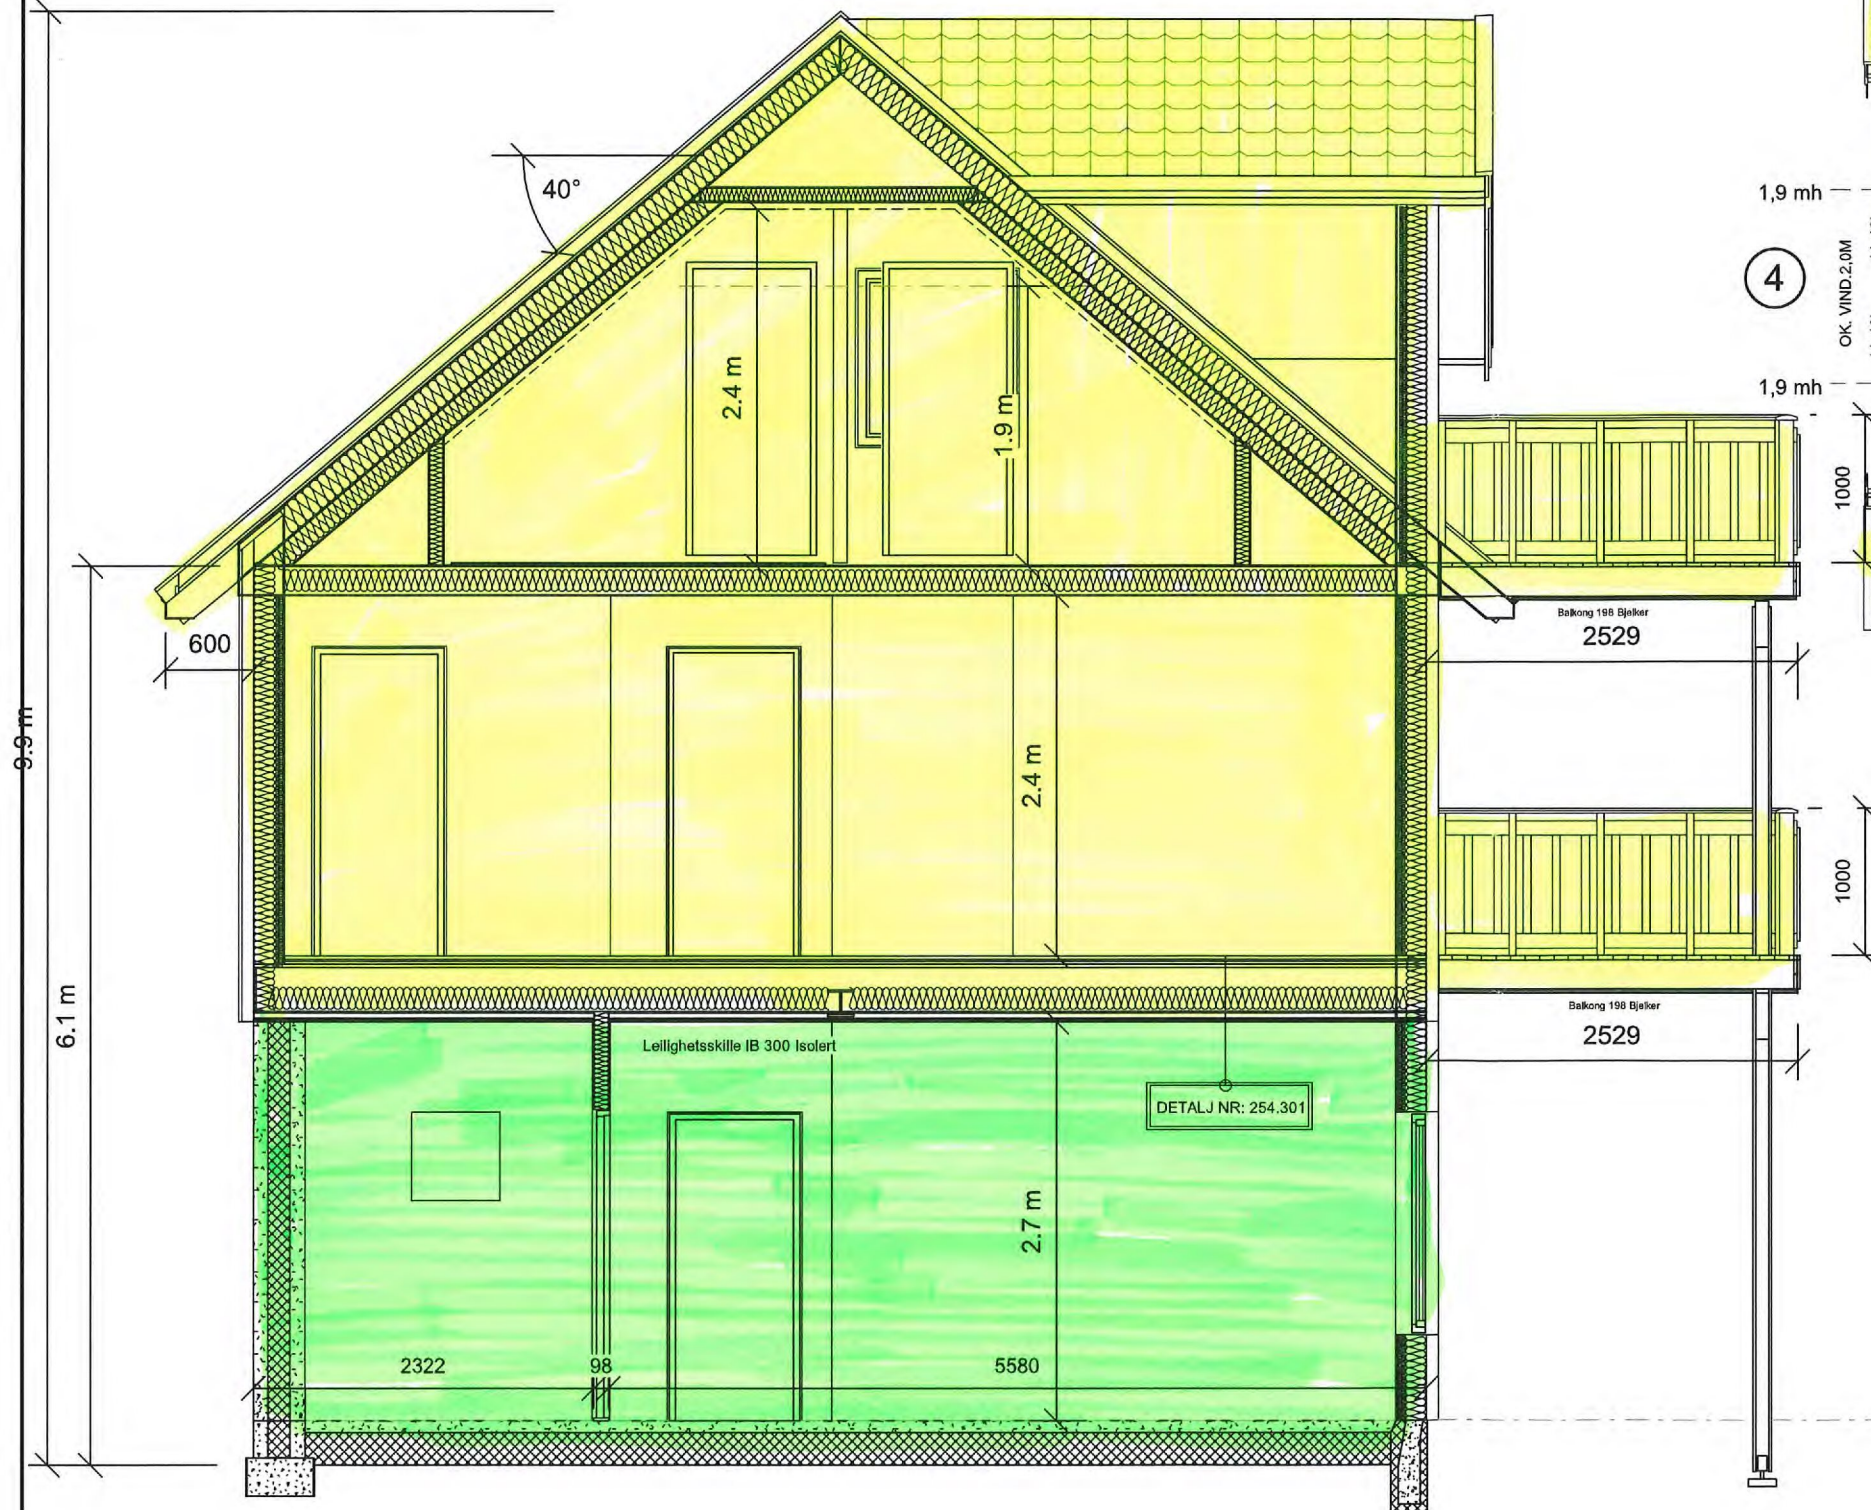 40°
1,9 mh
4
OK. VIND.2,0M
2.4 m
1.9 m
1,9 mh
1000
Balkong 198 Bjelker
2529
600
9.9 m
2.4 m
1000
6.1 m
Balkong 198 Bjelker
2529
Leilighetsskille IB 300 Isolert
DETALJ NR: 254.301
2.7 m
2322
98
5580